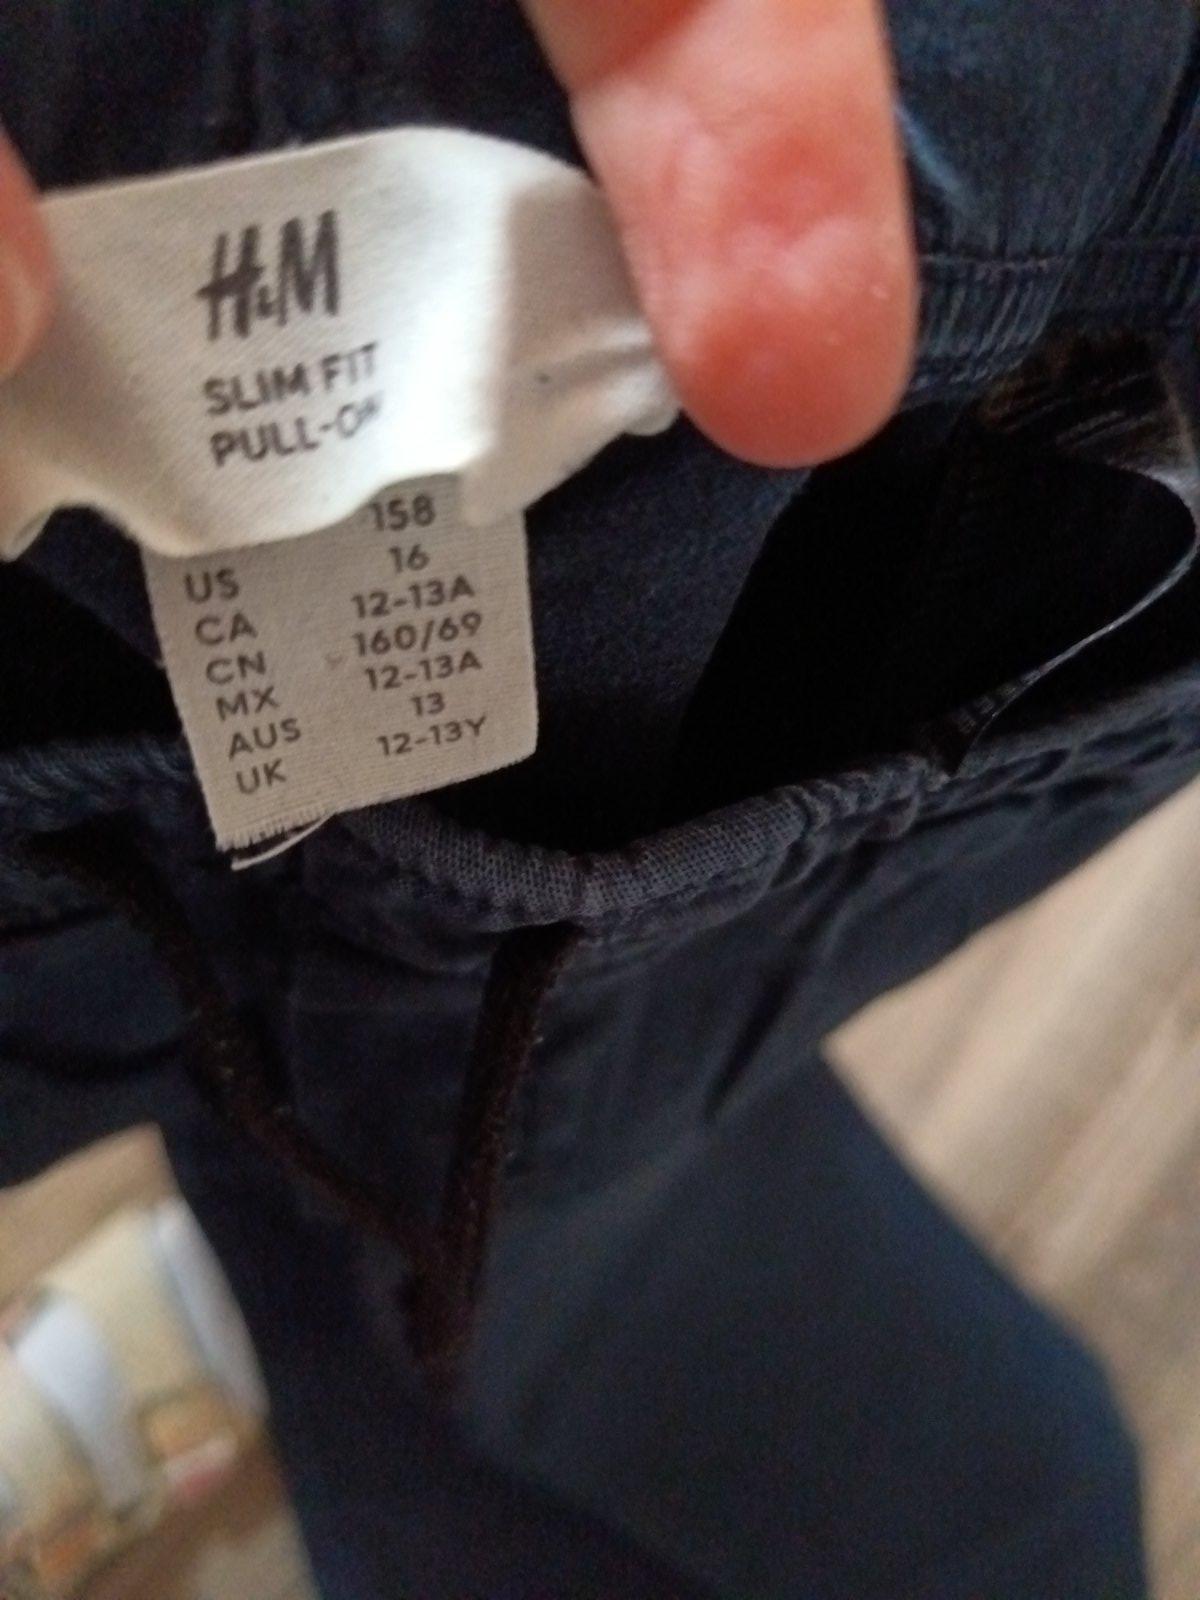 H&M
SLIM FIT
PULL-ON
158
US 16
CA 12-13A
CN 160/69
MX 12-13A
AUS 13
UK 12-13Y